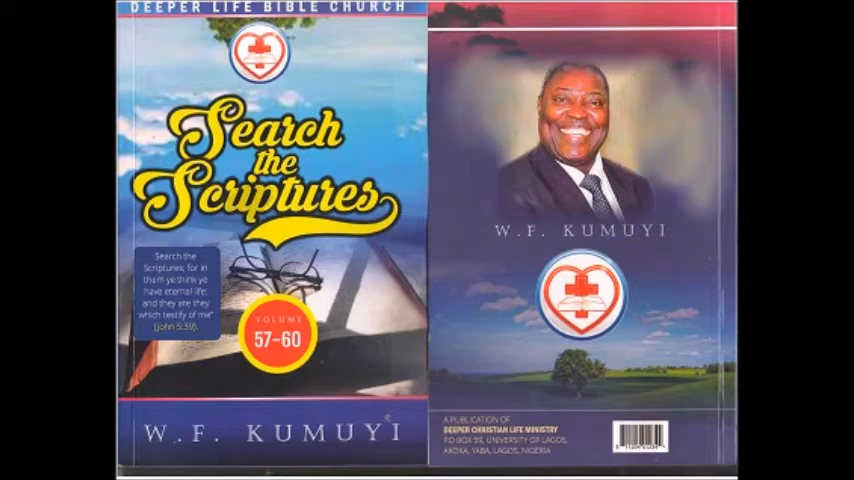 DEEPER LIFE BIBLE CHURCH
Search
the
Scriptures
Search the
Scriptures; for in
them ye think ye
have eternal life:
and they are they
which testify of me"
(John 5:39).
VOLUME
57-60
W.F. KUMUYI
W.F. KUMUYI
A PUBLICATION OF
DEEPER CHRISTIAN LIFE MINISTRY
P.O BOX 59, UNIVERSITY OF LAGOS,
AKOKA, YABA, LAGOS, NIGERIA